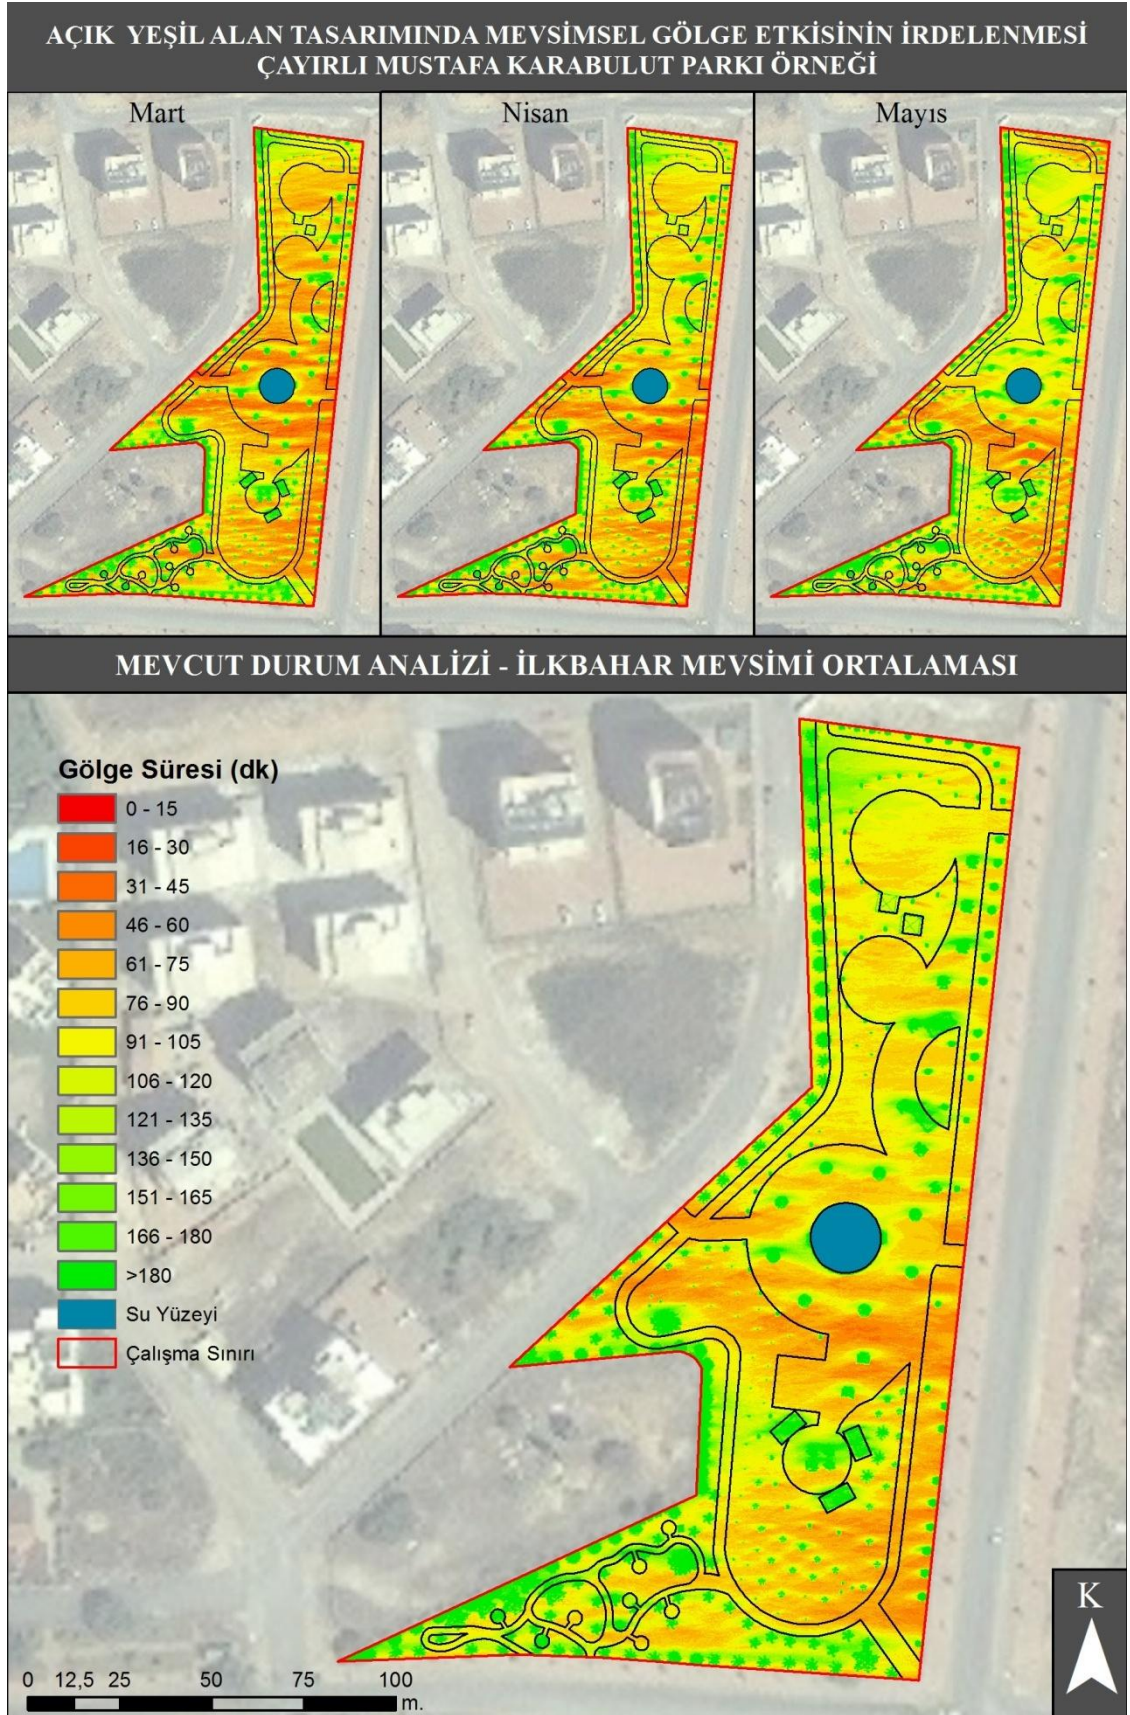 AÇIK YEŞİL ALAN TASARIMINDA MEVSİMSEL GÖLGE ETKİSİNİN İRDELENMESİ
ÇAYIRLI MUSTAFA KARABULUT PARKI ÖRNEĞİ
Mart
Nisan
Mayıs
MEVCUT DURUM ANALİZİ - İLKBAHAR MEVSİMİ ORTALAMASI
Gölge Süresi (dk)
0 - 15
16 - 30
31 - 45
46 - 60
61 - 75
76 - 90
91 - 105
106 - 120
121 - 135
136 - 150
151 - 165
166 - 180
>180
Su Yüzeyi
Çalışma Sınırı
K
0 12,5 25 50 75 100
m.